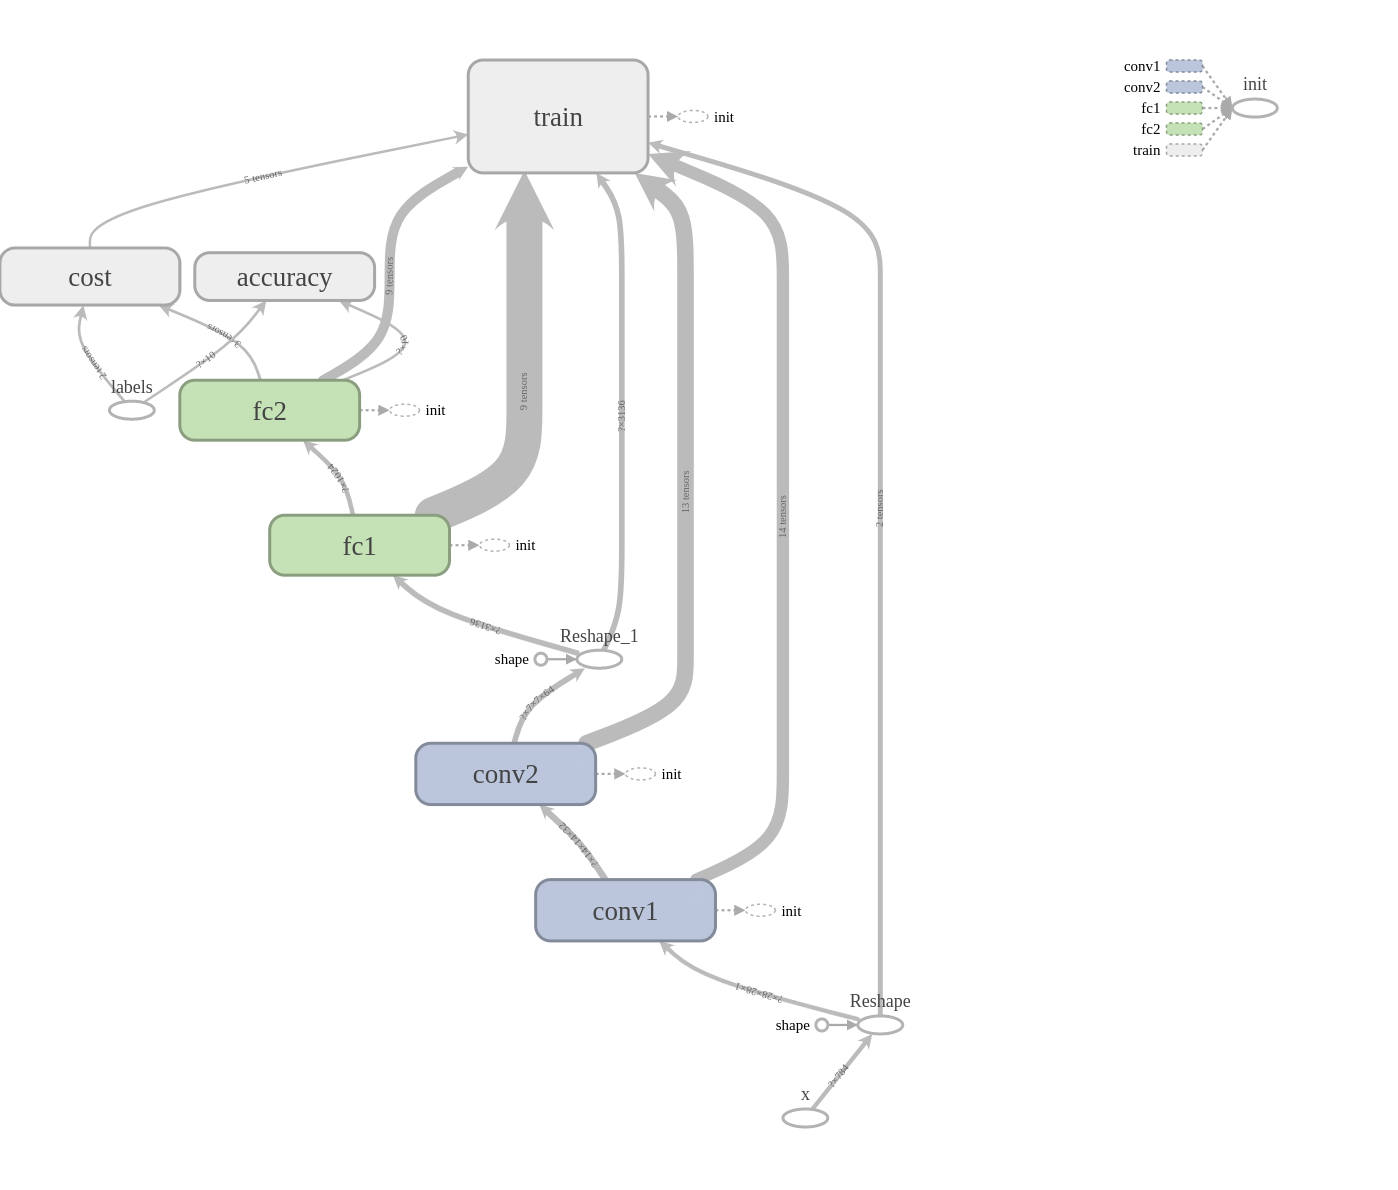 train
init
conv1
conv2
fc1
fc2
train
init
5 tensors
cost
accuracy
9 tensors
3 tensors
?×10
?×10
2 tensors
labels
fc2
init
9 tensors
?×3136
?×1024
13 tensors
14 tensors
2 tensors
fc1
init
?×3136
Reshape_1
shape
?×7×7×64
conv2
init
?×14×14×32
conv1
init
?×28×28×1
Reshape
shape
?×784
x